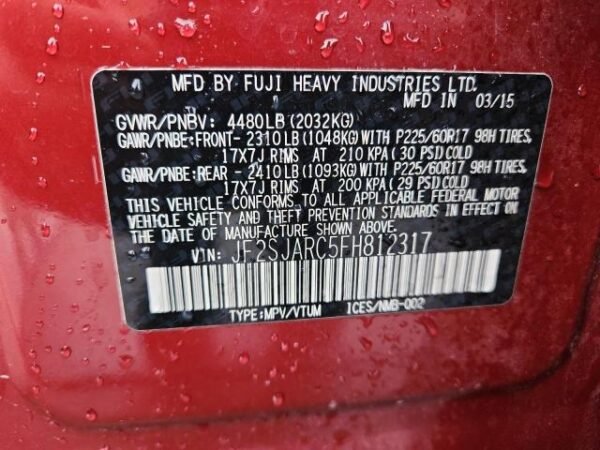 MFD BY FUJI HEAVY INDUSTRIES LTD.
MFD IN 03/15
GVWR/PNBV: 4480LB (2032KG)
GAWR/PNBE:FRONT- 2310LB (1048KG) WITH P225/60R17 98H TIRES,
17X7J RIMS AT 210 KPA (30 PSI) COLD
GAWR/PNBE:REAR - 2410LB (1093KG) WITH P225/60R17 98H TIRES,
17X7J RIMS AT 200 KPA (29 PSI) COLD
THIS VEHICLE CONFORMS TO ALL APPLICABLE FEDERAL MOTOR
VEHICLE SAFETY AND THEFT PREVENTION STANDARDS IN EFFECT ON
THE DATE OF MANUFACTURE SHOWN ABOVE.
VIN: JF2SJARC5FH812317
TYPE:MPV/VTUM ICES/NMB-002